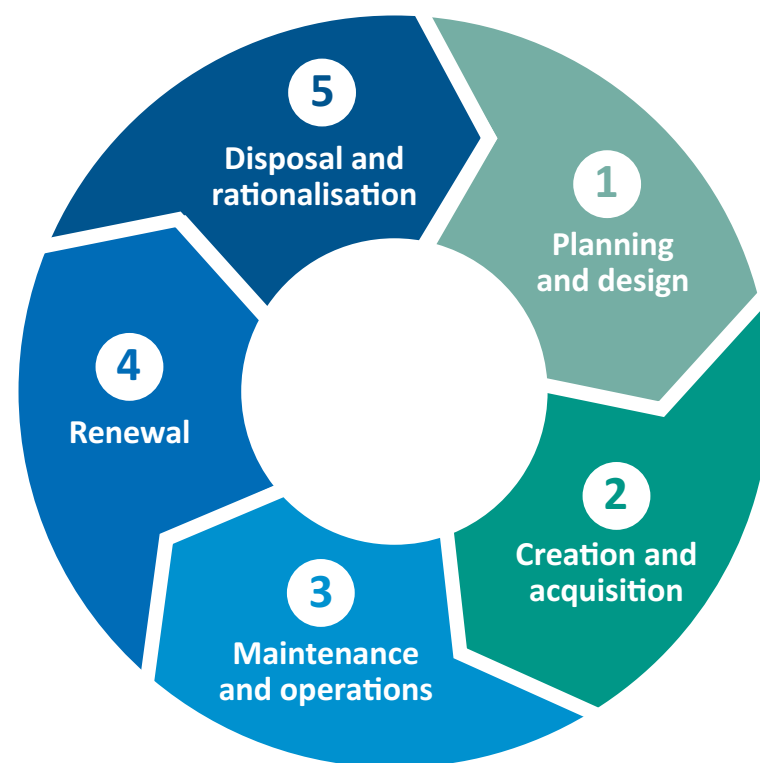 1
Planning
and design
2
Creation and
acquisition
3
Maintenance
and operations
4
Renewal
5
Disposal and
rationalisation